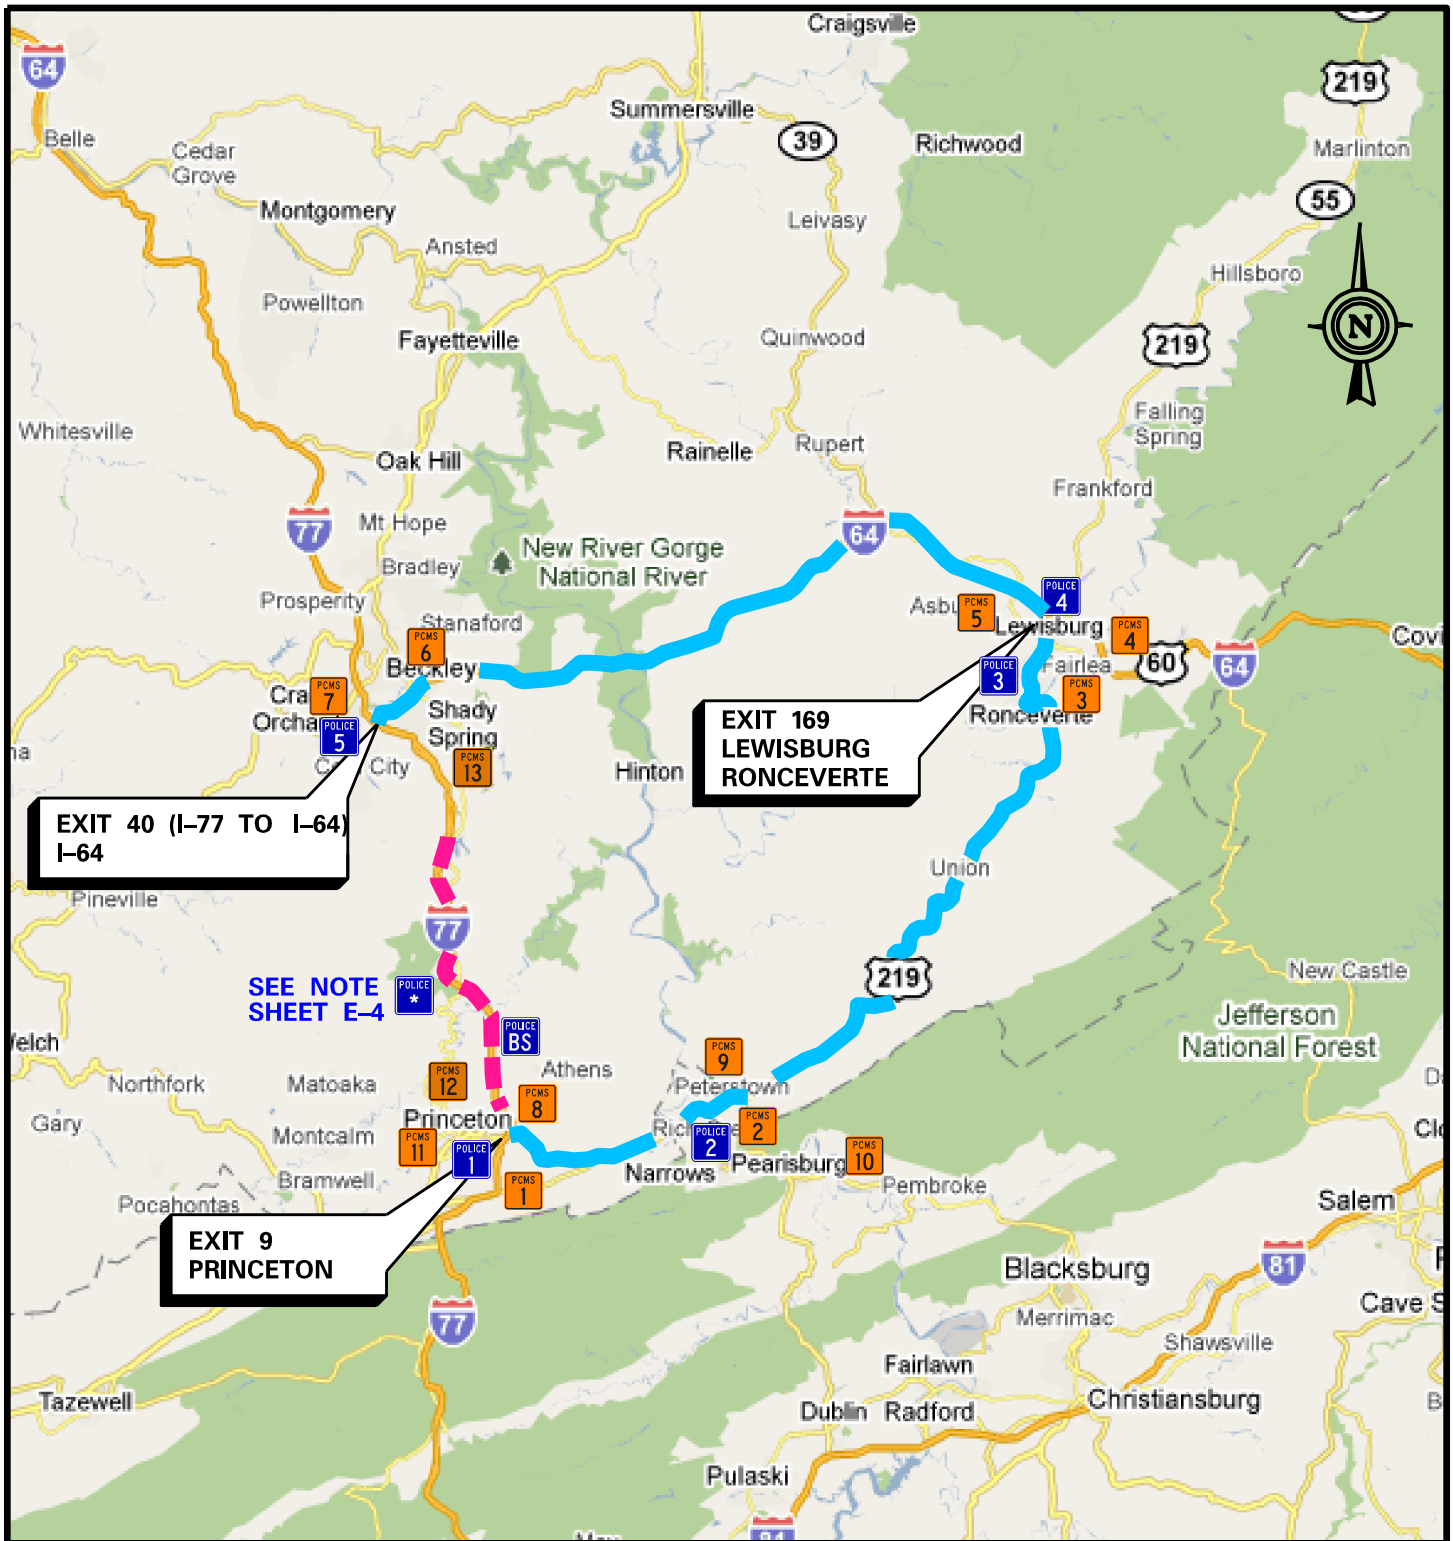 Craigsville
64
219
Summersville
Belle
39
Richwood
Marlinton
Cedar
Grove
55
Montgomery
Leivasy
Ansted
Hillsboro
Powellton
N
Fayetteville
Quinwood
219
Falling
Spring
Whitesville
Rupert
Rainelle
Oak Hill
Frankford
77
Mt Hope
64
New River Gorge
National River
Bradley
Prosperity
POLICE
4
PCMS
5
Stanaford
Lewisburg
PCMS
4
PCMS
6
Beckley
Fairlea
60
64
POLICE
3
PCMS
3
PCMS
7
Shady
Spring
Ronceverte
POLICE
5
EXIT 169
LEWISBURG
RONCEVERTE
City
PCMS
13
Hinton
EXIT 40 (I-77 TO I-64)
I-64
Union
Pineville
77
SEE NOTE
SHEET E-4
POLICE
*
219
New Castle
Jefferson
National Forest
POLICE
BS
Athens
PCMS
9
Northfork
Matoaka
PCMS
12
Peterstown
PCMS
8
Gary
Princeton
Montcalm
PCMS
11
POLICE
1
POLICE
2
PCMS
2
Narrows
Pearisburg
PCMS
10
Bramwell
PCMS
1
Pembroke
Pocahontas
Salem
EXIT 9
PRINCETON
Blacksburg
81
Cave S
77
Merrimac
Shawsville
Fairlawn
Tazewell
Christiansburg
Dublin
Radford
Pulaski
81